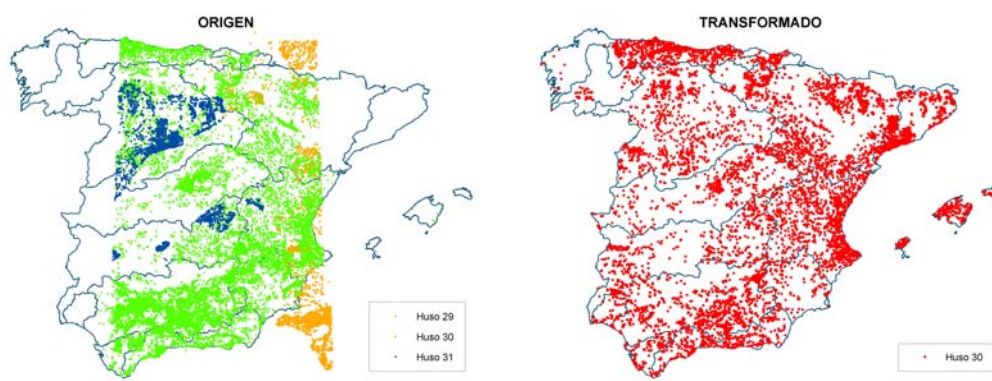 ORIGEN
Huso 29
Huso 30
Huso 31
TRANSFORMADO
Huso 30